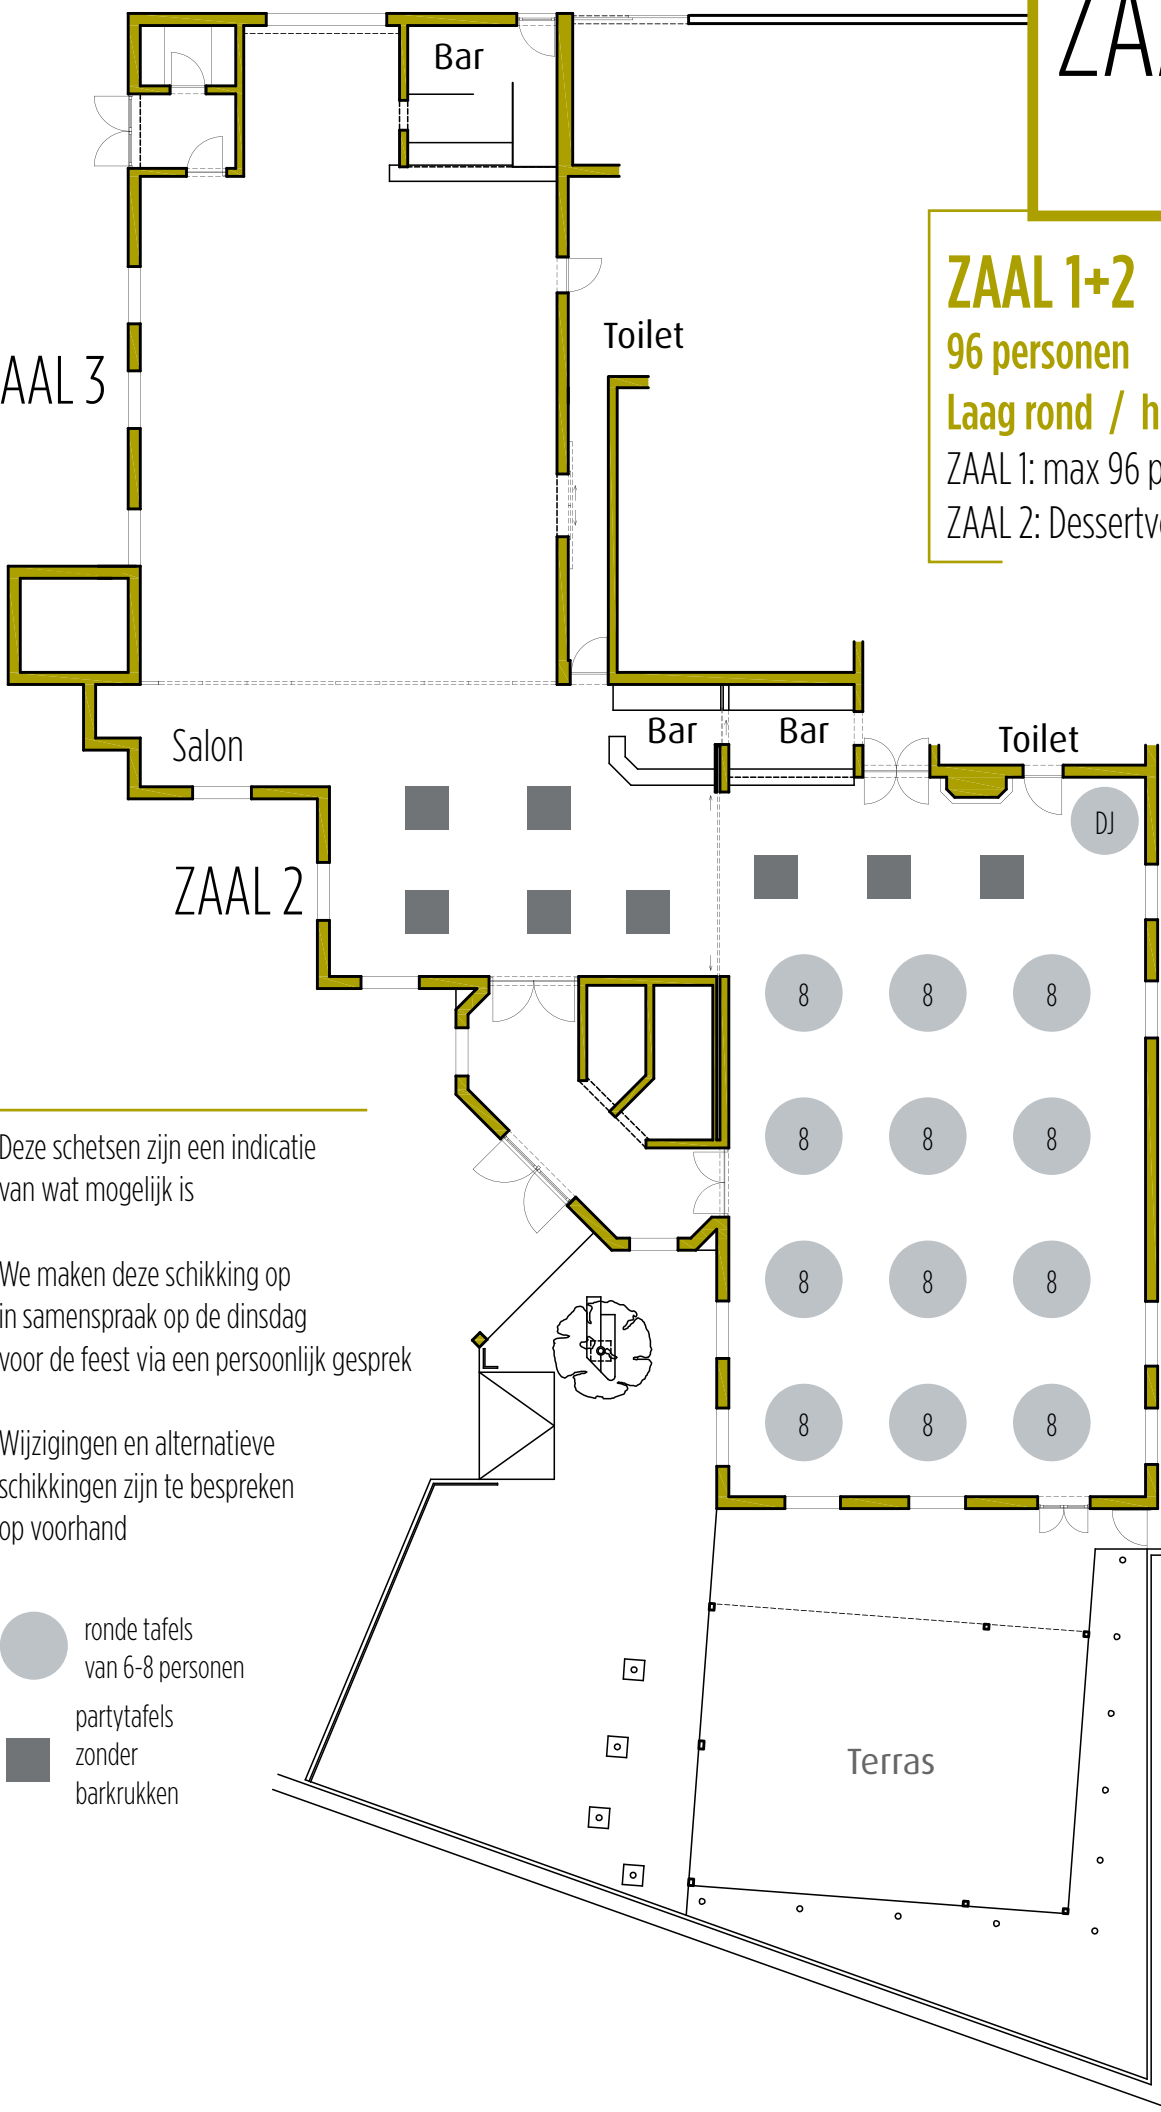 Bar
ZAAL 1+2
96 personen
Laag rond / h
ZAAL 1: max 96 p
ZAAL 2: Dessertv
Toilet
AAL 3
Bar
Bar
Toilet
Salon
DJ
ZAAL 2
8 8 8
8 8 8
8 8 8
8 8 8
Deze schetsen zijn een indicatie
van wat mogelijk is
We maken deze schikking op
in samenspraak op de dinsdag
voor de feest via een persoonlijk gesprek
Wijzigingen en alternatieve
schikkingen zijn te bespreken
op voorhand
ronde tafels
van 6-8 personen
partytafels
zonder
barkrukken
Terras